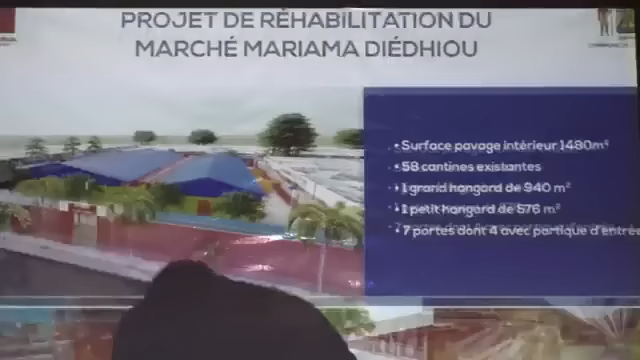 PROJET DE RÉHABILITATION DU
MARCHÉ MARIAMA DIÉDHIOU
• Surface pavage intérieur 1480m²
• 58 cantines existantes
• 1 grand hangard de 940 m²
• 1 petit hangard de 576 m²
• 7 portes dont 4 avec portique d'entrée